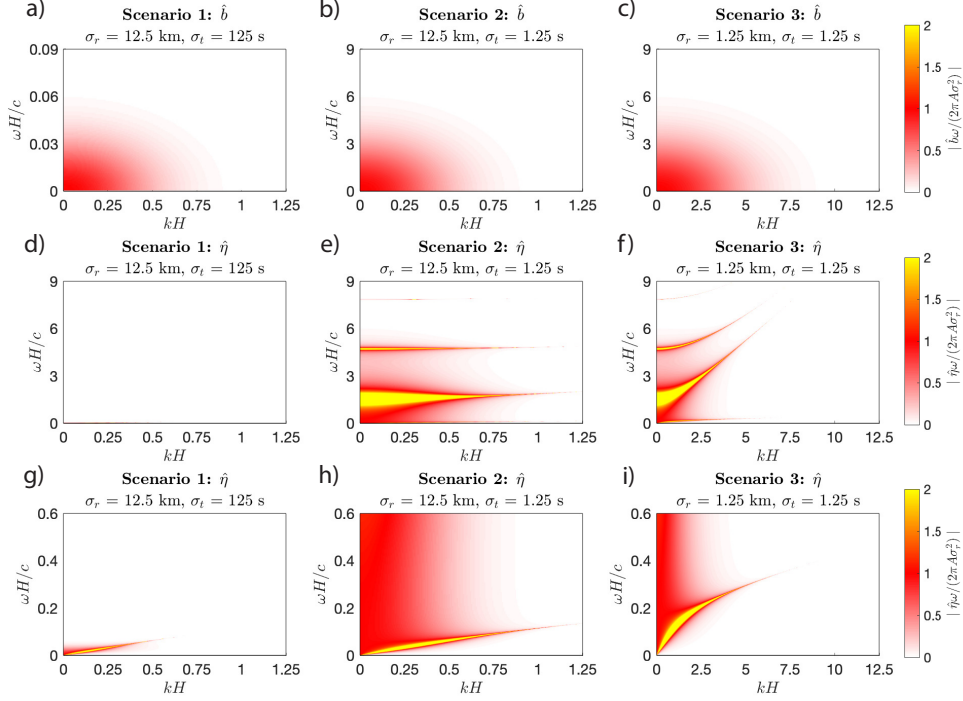 a) Scenario 1: b̂
σr = 12.5 km, σt = 125 s
b) Scenario 2: b̂
σr = 12.5 km, σt = 1.25 s
c) Scenario 3: b̂
σr = 1.25 km, σt = 1.25 s
ωH/c
0.09
0.06
0.03
0
0 0.25 0.5 0.75 1 1.25
kH
ωH/c
9
6
3
0
0 0.25 0.5 0.75 1 1.25
kH
ωH/c
9
6
3
0
0 2.5 5 7.5 10 12.5
kH
2
1.5
1
0.5
0
| b̂ω/(2πAσr²) |
d) Scenario 1: η̂
σr = 12.5 km, σt = 125 s
e) Scenario 2: η̂
σr = 12.5 km, σt = 1.25 s
f) Scenario 3: η̂
σr = 1.25 km, σt = 1.25 s
ωH/c
9
6
3
0
0 0.25 0.5 0.75 1 1.25
kH
ωH/c
9
6
3
0
0 0.25 0.5 0.75 1 1.25
kH
ωH/c
9
6
3
0
0 2.5 5 7.5 10 12.5
kH
2
1.5
1
0.5
0
| η̂ω/(2πAσr²) |
g) Scenario 1: η̂
σr = 12.5 km, σt = 125 s
h) Scenario 2: η̂
σr = 12.5 km, σt = 1.25 s
i) Scenario 3: η̂
σr = 1.25 km, σt = 1.25 s
ωH/c
0.6
0.4
0.2
0
0 0.25 0.5 0.75 1 1.25
kH
ωH/c
0.6
0.4
0.2
0
0 0.25 0.5 0.75 1 1.25
kH
ωH/c
0.6
0.4
0.2
0
0 2.5 5 7.5 10 12.5
kH
2
1.5
1
0.5
0
| η̂ω/(2πAσr²) |